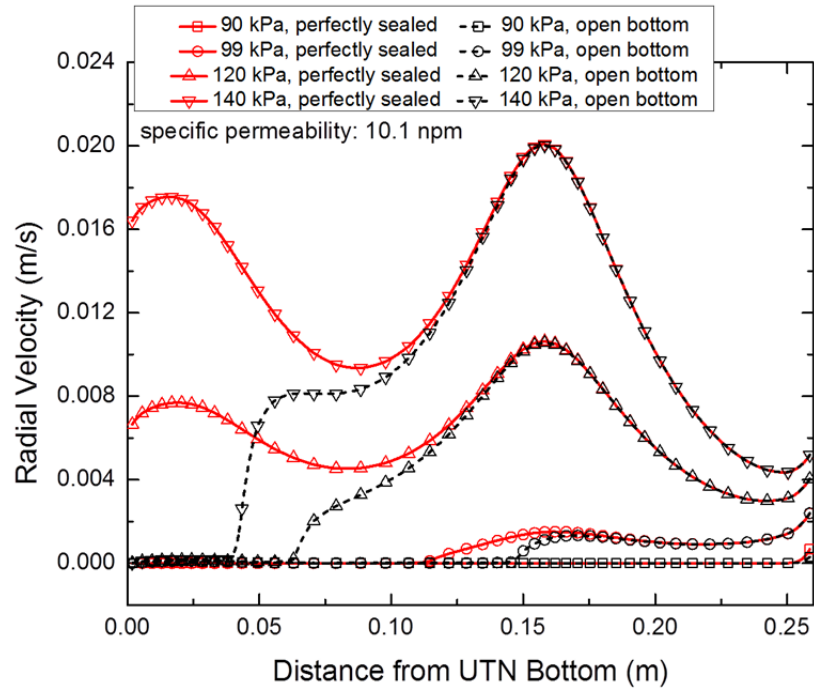 90 kPa, perfectly sealed 90 kPa, open bottom
99 kPa, perfectly sealed 99 kPa, open bottom
120 kPa, perfectly sealed 120 kPa, open bottom
140 kPa, perfectly sealed 140 kPa, open bottom
specific permeability: 10.1 npm
0.024
0.020
0.016
0.012
0.008
0.004
0.000
Radial Velocity (m/s)
0.00 0.05 0.10 0.15 0.20 0.25
Distance from UTN Bottom (m)